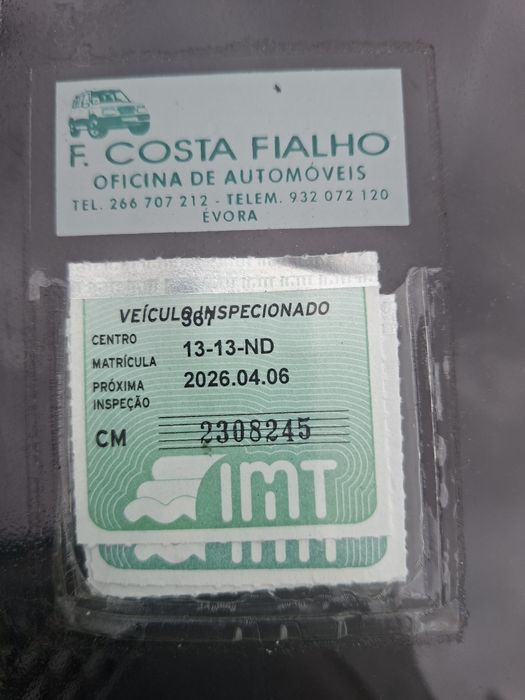 F. COSTA FIALHO
OFICINA DE AUTOMÓVEIS
TEL. 266 707 212 - TELEM. 932 072 120
ÉVORA
VEÍCULO INSPECIONADO
CENTRO 367
MATRÍCULA 13-13-ND
PRÓXIMA INSPEÇÃO 2026.04.06
CM 2308245
IMT
IMT